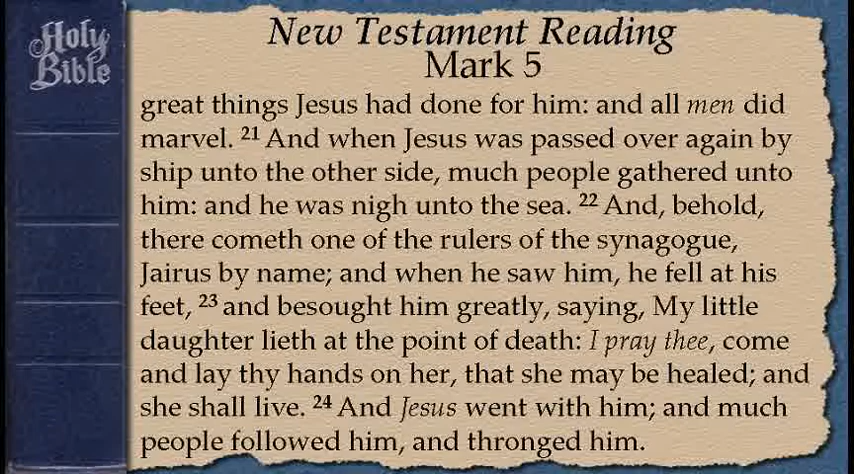 Holy
Bible
New Testament Reading
Mark 5
great things Jesus had done for him: and all men did
marvel. 21 And when Jesus was passed over again by
ship unto the other side, much people gathered unto
him: and he was nigh unto the sea. 22 And, behold,
there cometh one of the rulers of the synagogue,
Jairus by name; and when he saw him, he fell at his
feet, 23 and besought him greatly, saying, My little
daughter lieth at the point of death: I pray thee, come
and lay thy hands on her, that she may be healed; and
she shall live. 24 And Jesus went with him; and much
people followed him, and thronged him.